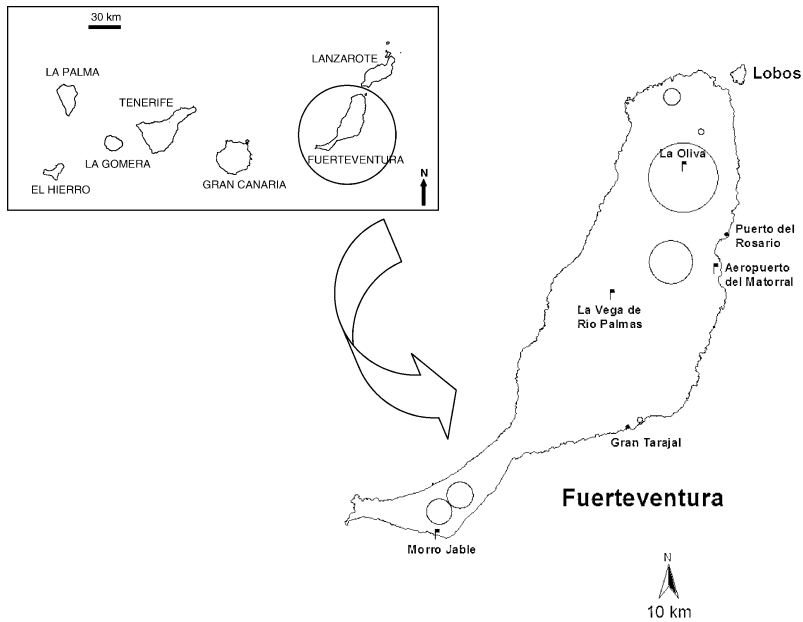 30 km
LANZAROTE
LA PALMA
TENERIFE
LA GOMERA
FUERTEVENTURA
EL HIERRO
GRAN CANARIA
N
Lobos
La Oliva
Puerto del
Rosario
Aeropuerto
del Matorral
La Vega de
Rio Palmas
Gran Tarajal
Fuerteventura
Morro Jable
N
10 km